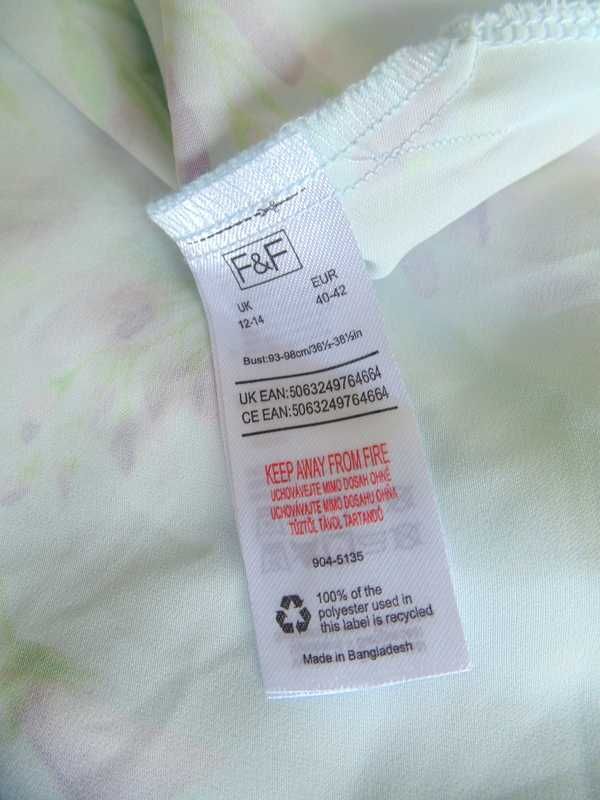 F&F
UK EUR
12-14 40-42
Bust:93-98cm/36½-38½in
UK EAN:5063249764664
CE EAN:5063249764664
KEEP AWAY FROM FIRE
UCHOVÁVEJTE MIMO DOSAH OHNĚ
UCHOVÁVAJTE MIMO DOSAHU OHŇA
TŰZTŐL TÁVOL TARTANDÓ
904-5135
100% of the
polyester used in
this label is recycled
Made in Bangladesh